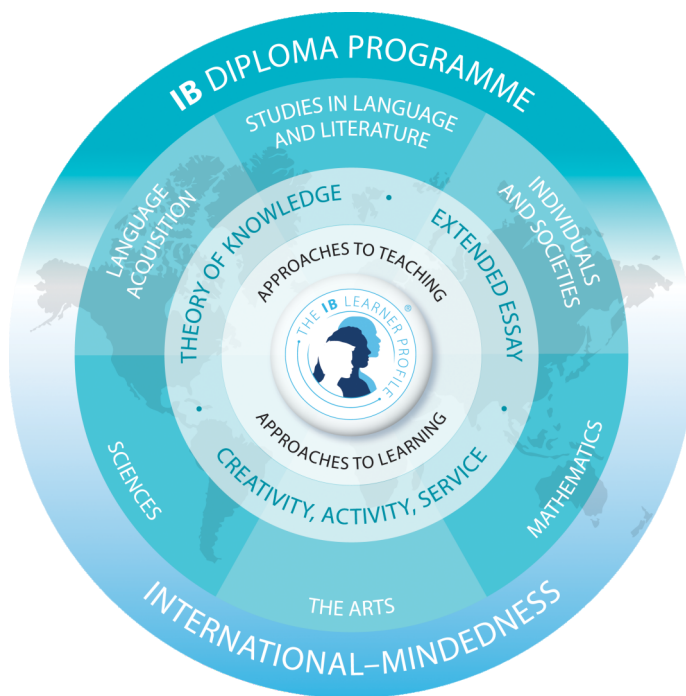 IB DIPLOMA PROGRAMME
STUDIES IN LANGUAGE
AND LITERATURE
LANGUAGE
ACQUISITION
INDIVIDUALS
AND SOCIETIES
THEORY OF KNOWLEDGE
•
EXTENDED ESSAY
APPROACHES TO TEACHING
THE IB LEARNER PROFILE ®
APPROACHES TO LEARNING
•
CREATIVITY, ACTIVITY, SERVICE
•
SCIENCES
MATHEMATICS
THE ARTS
INTERNATIONAL–MINDEDNESS